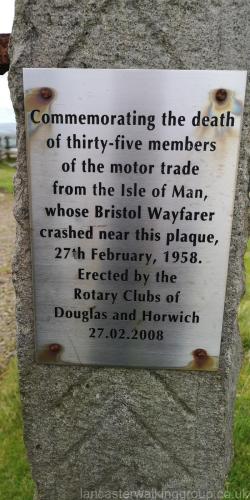 Commemorating the death
of thirty-five members
of the motor trade
from the Isle of Man,
whose Bristol Wayfarer
crashed near this plaque,
27th February, 1958.
Erected by the
Rotary Clubs of
Douglas and Horwich
27.02.2008
lancasterwalkinggroup.co.uk